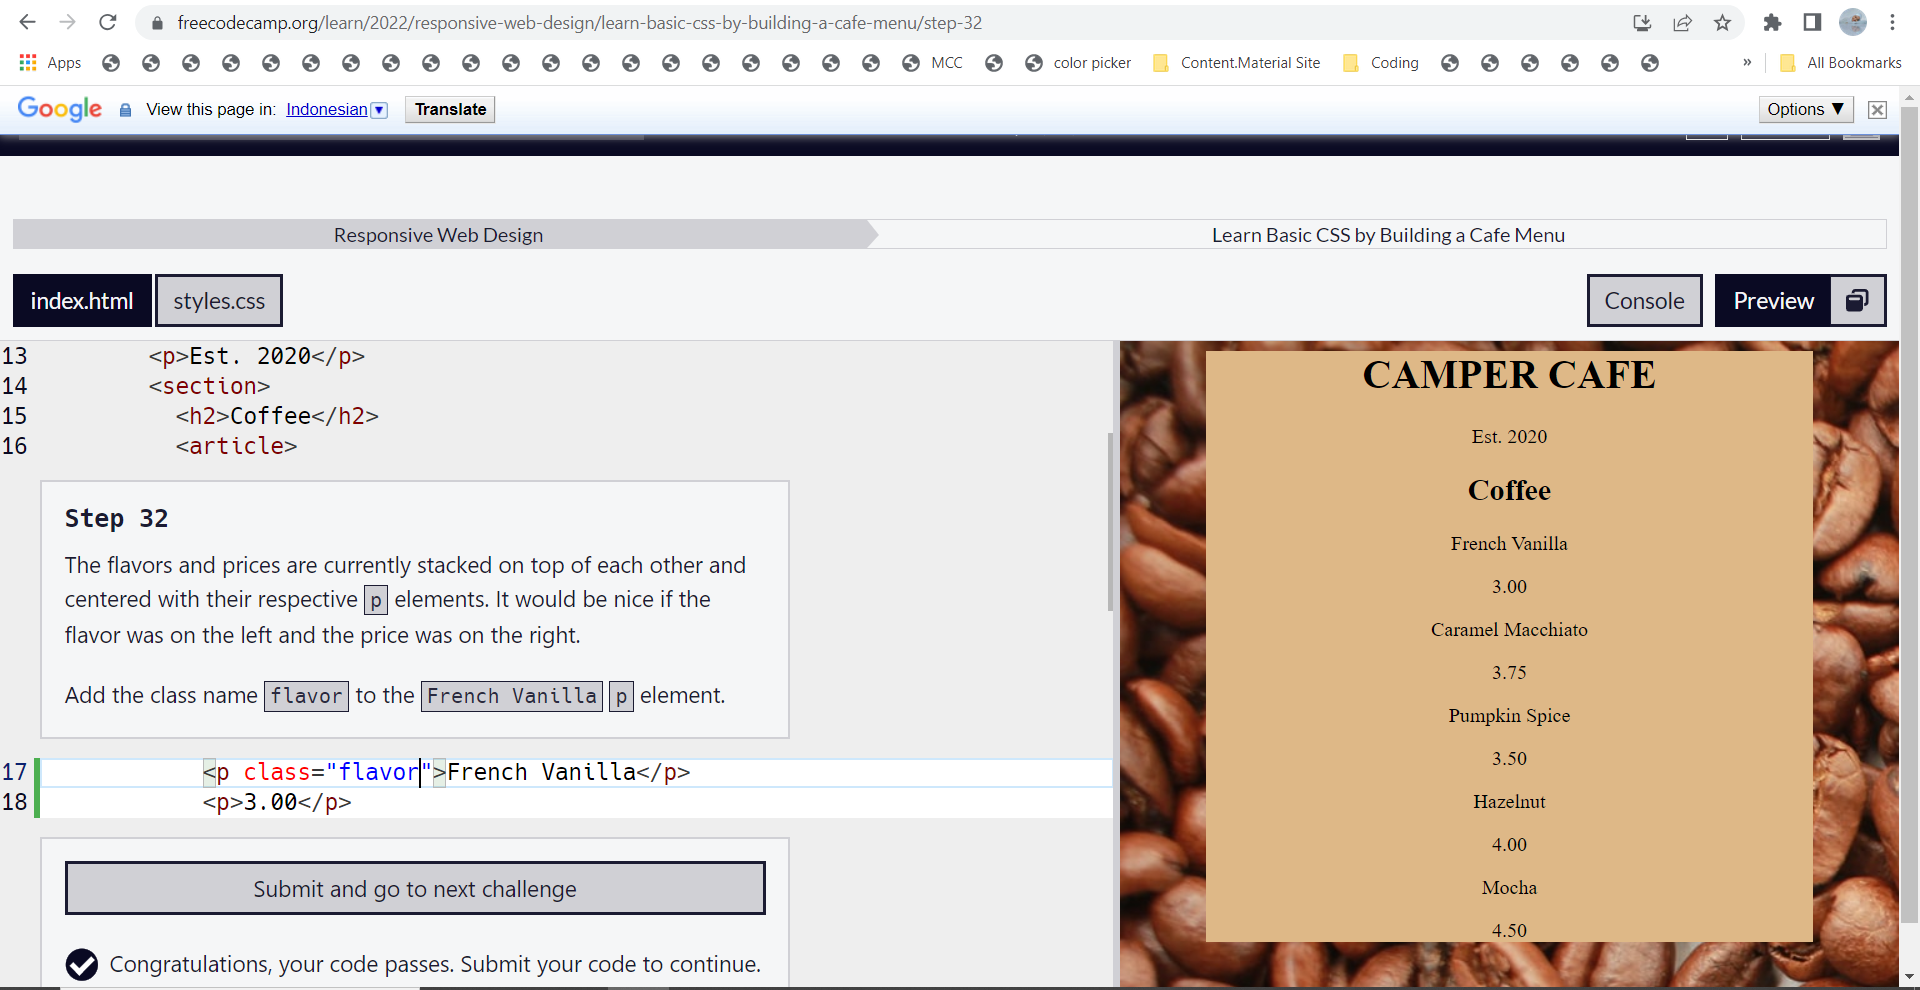 freecodecamp.org/learn/2022/responsive-web-design/learn-basic-css-by-building-a-cafe-menu/step-32
Apps MCC color picker Content.Material Site Coding » All Bookmarks
Google View this page in: Indonesian Translate Options ▼
Responsive Web Design Learn Basic CSS by Building a Cafe Menu
index.html styles.css Console Preview
13 <p>Est. 2020</p>
14 <section>
15 <h2>Coffee</h2>
16 <article>
Step 32
The flavors and prices are currently stacked on top of each other and
centered with their respective p elements. It would be nice if the
flavor was on the left and the price was on the right.
Add the class name flavor to the French Vanilla p element.
17 <p class="flavor">French Vanilla</p>
18 <p>3.00</p>
Submit and go to next challenge
Congratulations, your code passes. Submit your code to continue.
CAMPER CAFE
Est. 2020
Coffee
French Vanilla
3.00
Caramel Macchiato
3.75
Pumpkin Spice
3.50
Hazelnut
4.00
Mocha
4.50